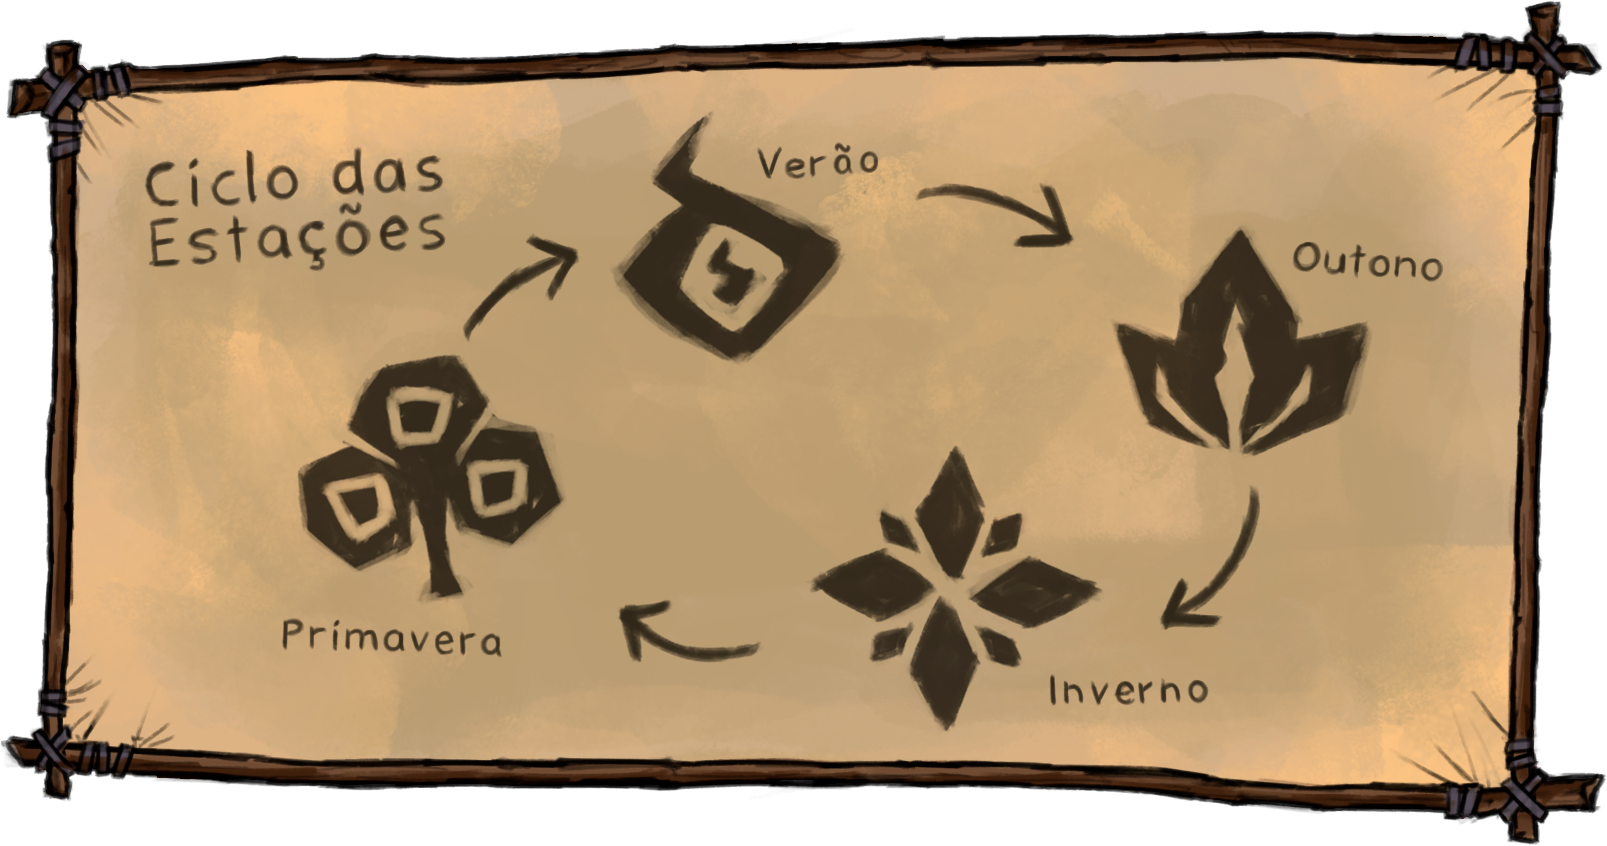 Ciclo das
Estações
Verão
Outono
Inverno
Primavera